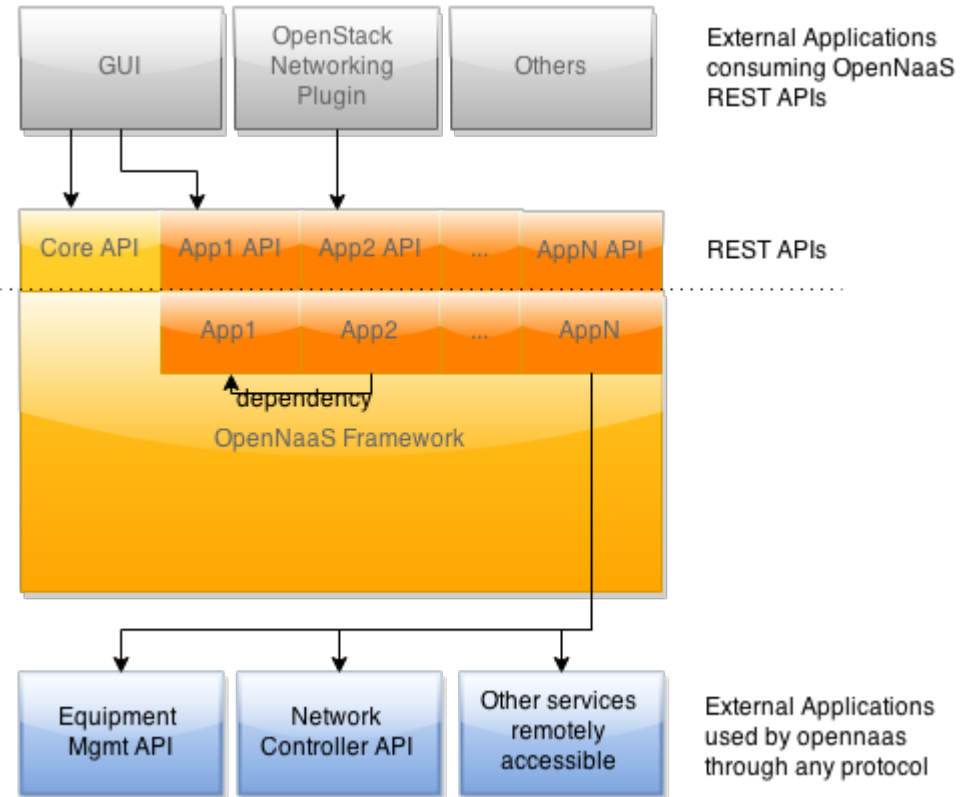 GUI
OpenStack
Networking
Plugin
Others
External Applications
consuming OpenNaaS
REST APIs
Core API
App1 API
App2 API
...
AppN API
REST APIs
App1
App2
...
AppN
dependency
OpenNaaS Framework
Equipment
Mgmt API
Network
Controller API
Other services
remotely
accessible
External Applications
used by opennaas
through any protocol